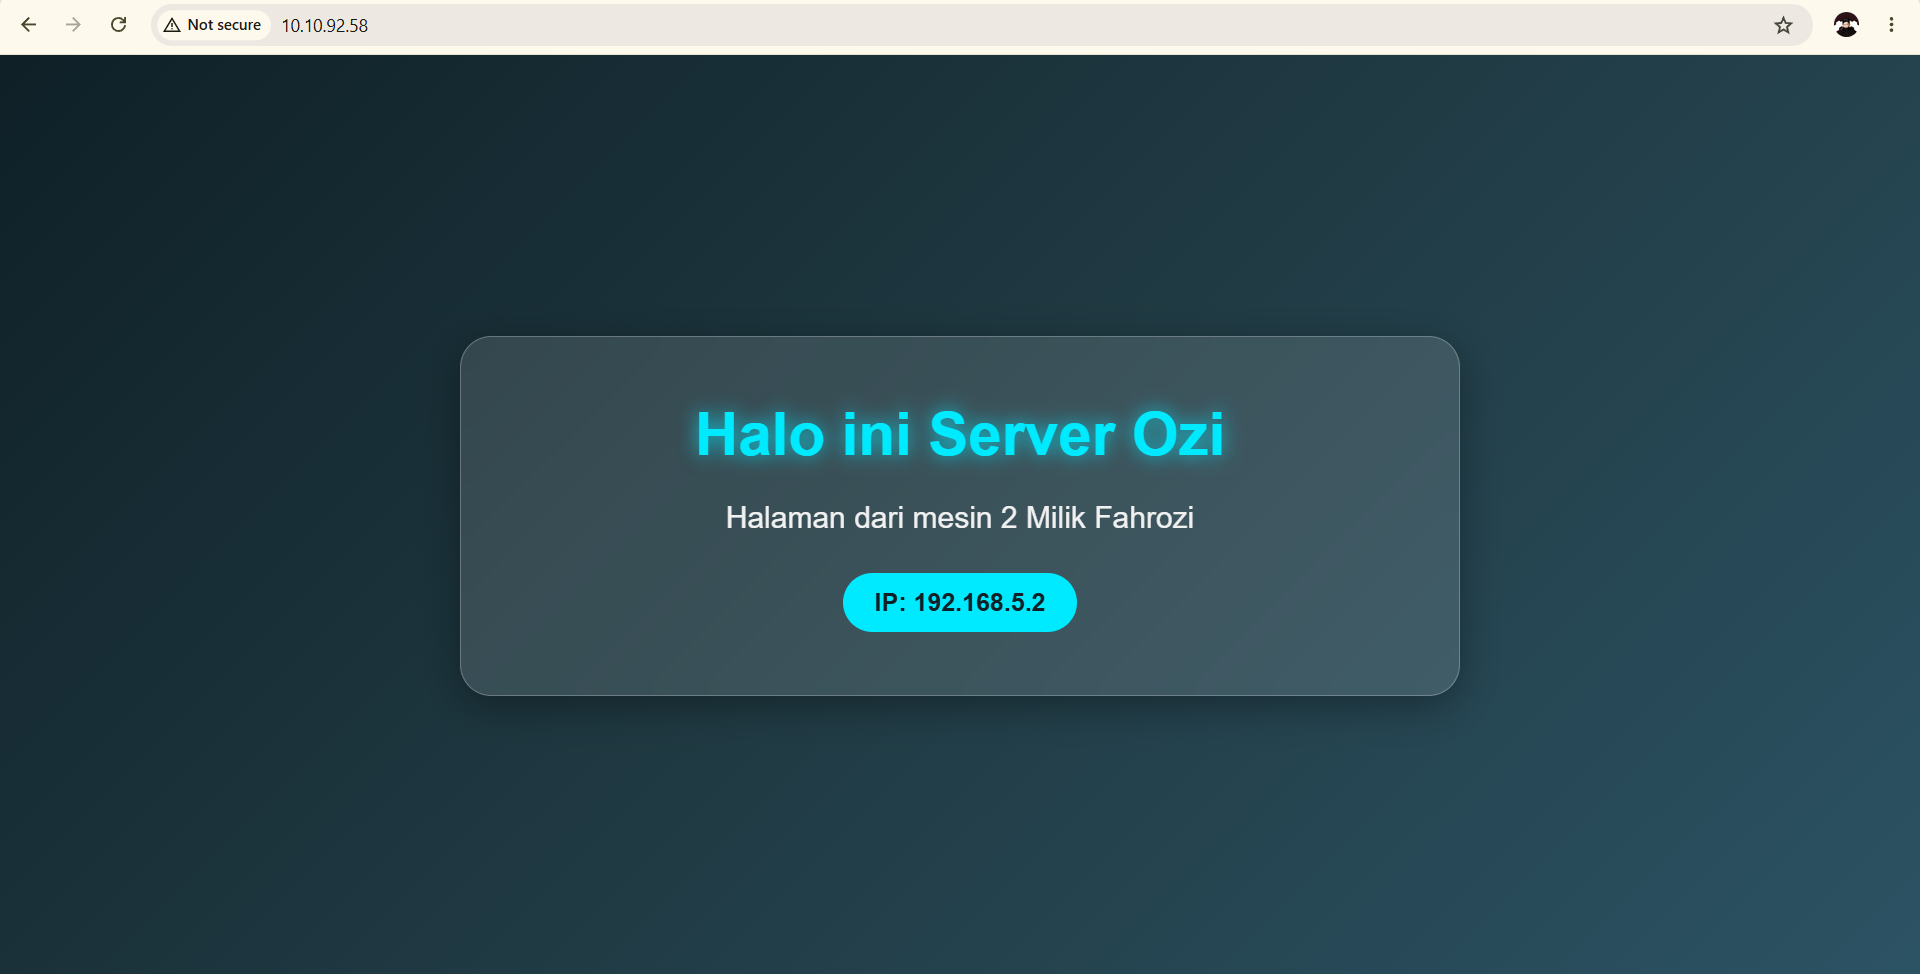 Not secure 10.10.92.58
Halo ini Server Ozi
Halaman dari mesin 2 Milik Fahrozi
IP: 192.168.5.2